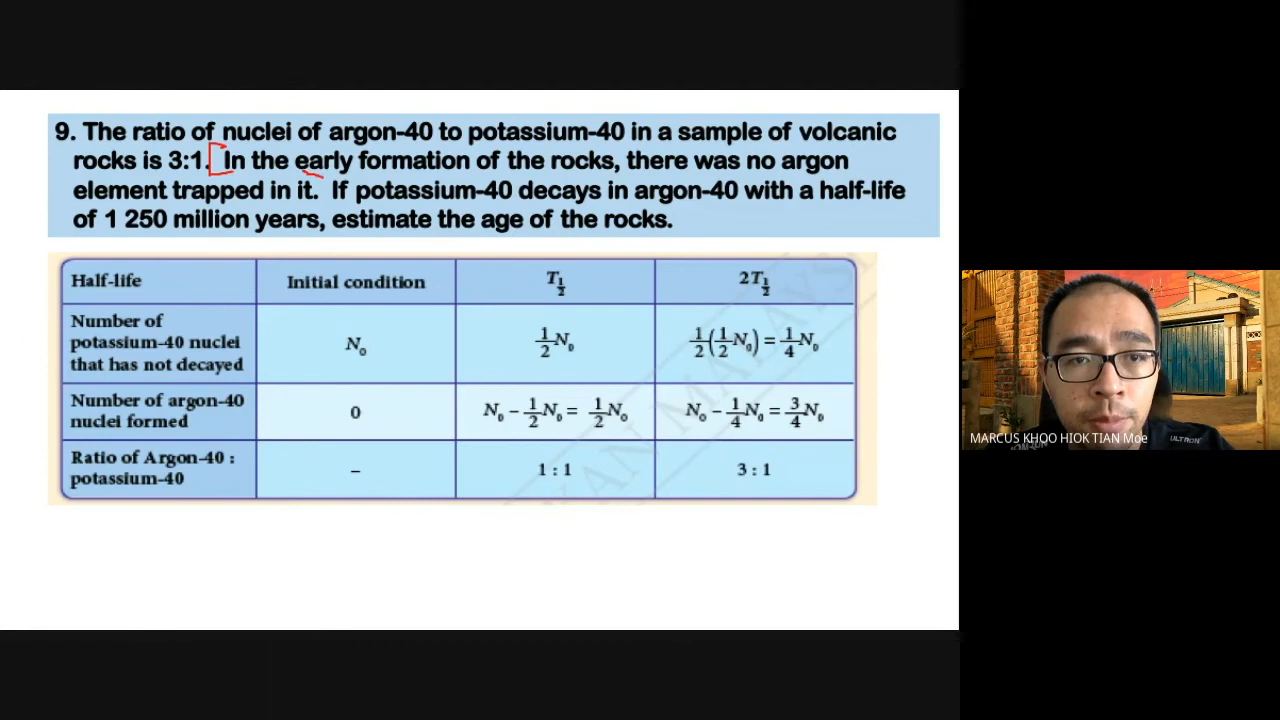 9. The ratio of nuclei of argon-40 to potassium-40 in a sample of volcanic
rocks is 3:1. In the early formation of the rocks, there was no argon
element trapped in it. If potassium-40 decays in argon-40 with a half-life
of 1 250 million years, estimate the age of the rocks.
Half-life Initial condition T½ 2T½
Number of
potassium-40 nuclei
that has not decayed
N₀ ½N₀ ½(½N₀) = ¼N₀
Number of argon-40
nuclei formed
0 N₀ − ½N₀ = ½N₀ N₀ − ¼N₀ = ¾N₀
Ratio of Argon-40 :
potassium-40
– 1 : 1 3 : 1
MARCUS KHOO HIOK TIAN Moe
ULTRON